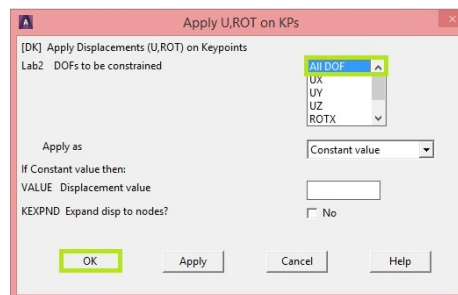 Apply U,ROT on KPs
[DK] Apply Displacements (U,ROT) on Keypoints
Lab2 DOFs to be constrained
All DOF
UX
UY
UZ
ROTX
Apply as
Constant value
If Constant value then:
VALUE Displacement value
KEXPND Expand disp to nodes?
No
OK Apply Cancel Help